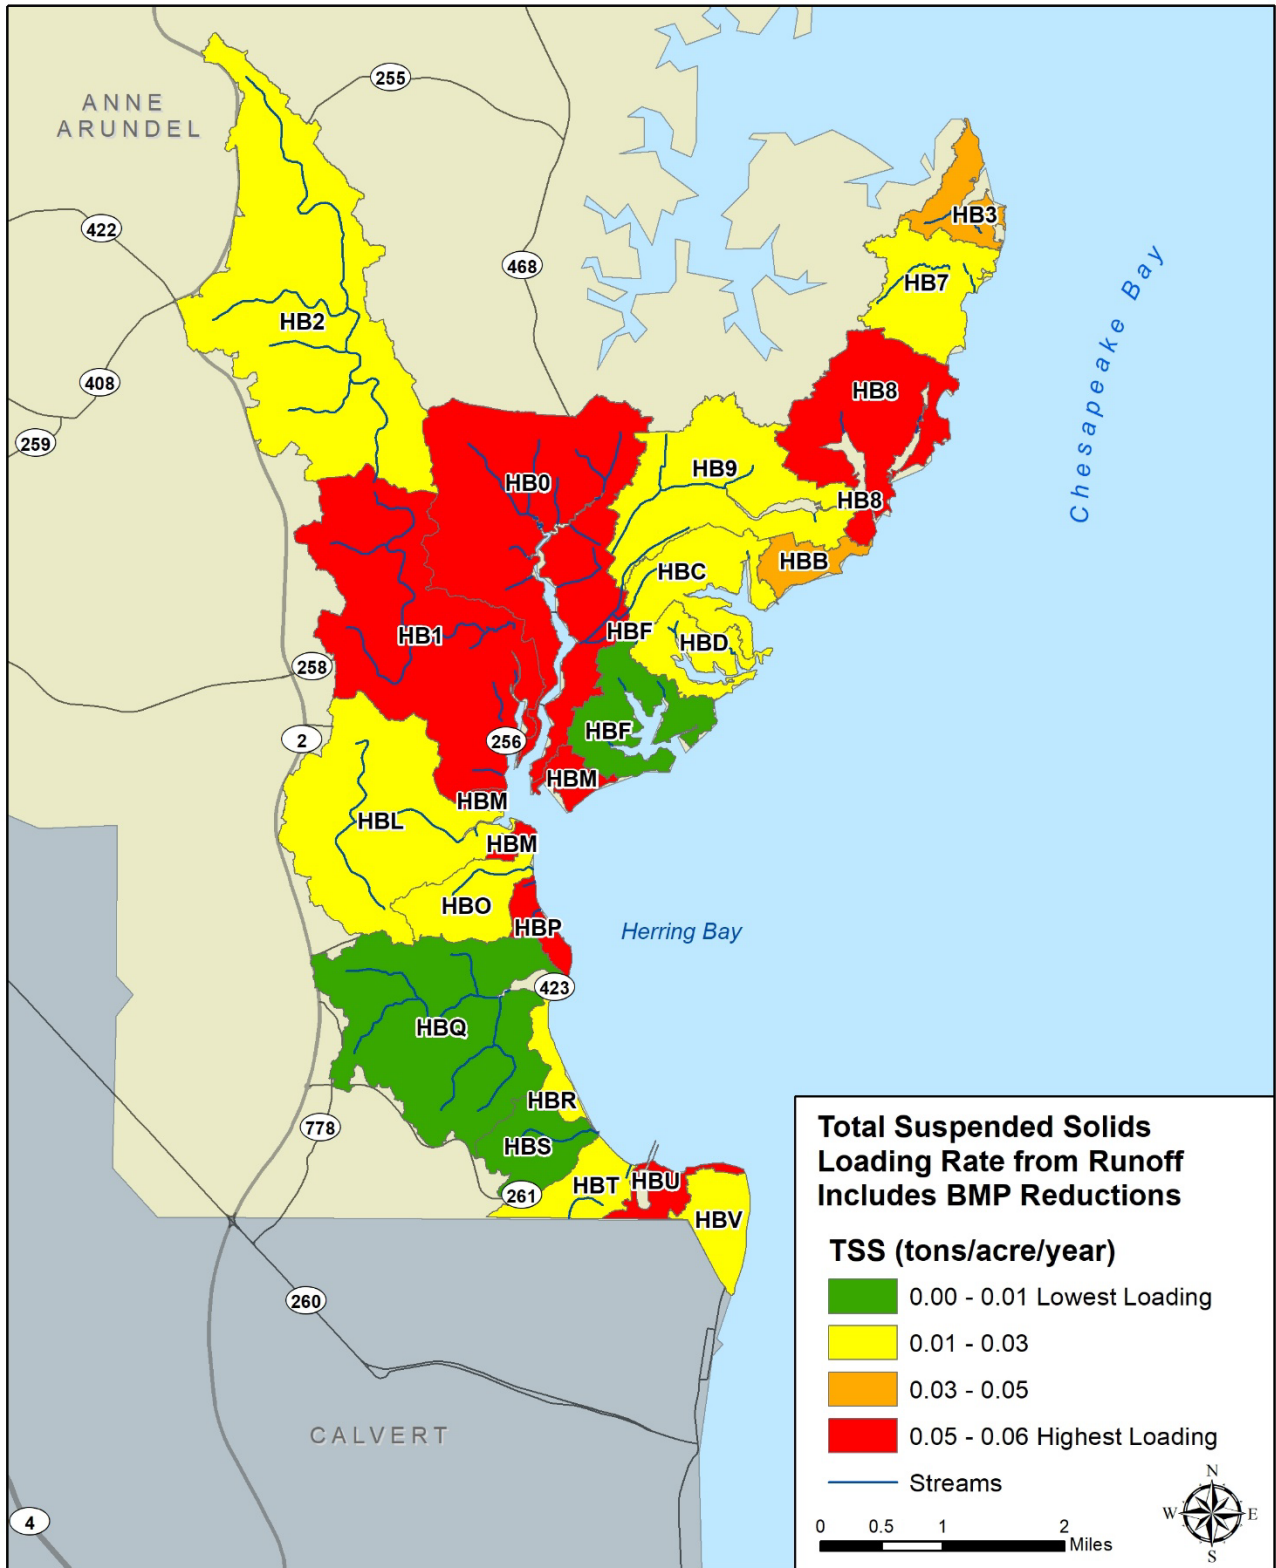 ANNE
ARUNDEL
255
422
468
HB3
HB7
HB2
408
HB8
259
HB9
HB0
HB8
Chesapeake Bay
HBB
HBC
HBF
HB1
HBD
258
2
256
HBF
HBM
HBM
HBL
HBM
HBO
HBP
Herring Bay
423
HBQ
HBR
778
HBS
HBT
HBU
261
HBV
260
CALVERT
4
Total Suspended Solids
Loading Rate from Runoff
Includes BMP Reductions
TSS (tons/acre/year)
0.00 - 0.01 Lowest Loading
0.01 - 0.03
0.03 - 0.05
0.05 - 0.06 Highest Loading
Streams
0 0.5 1 2
Miles
N
W E
S